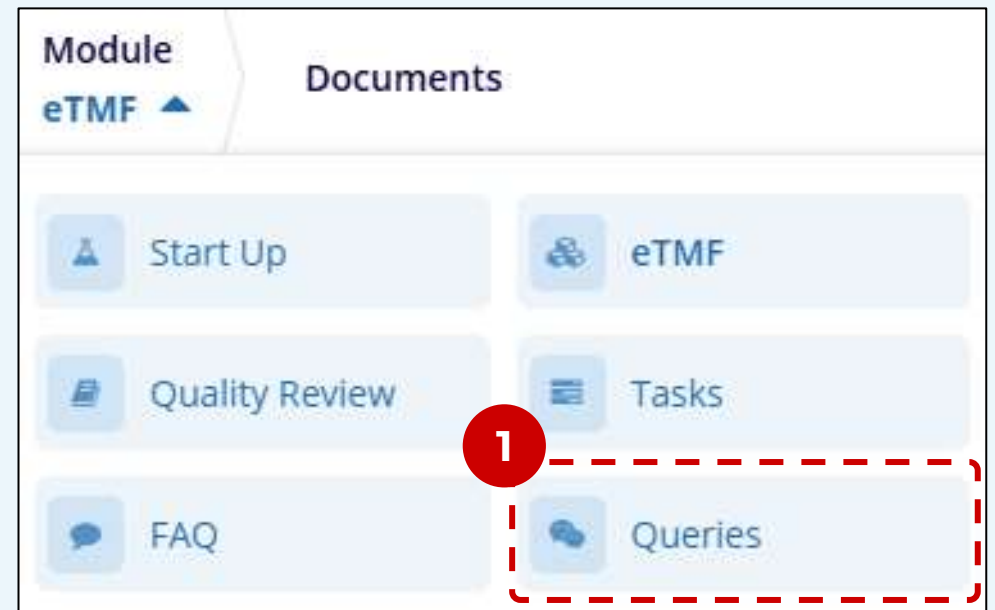 Module
eTMF
Documents
Start Up
eTMF
Quality Review
Tasks
1
FAQ
Queries